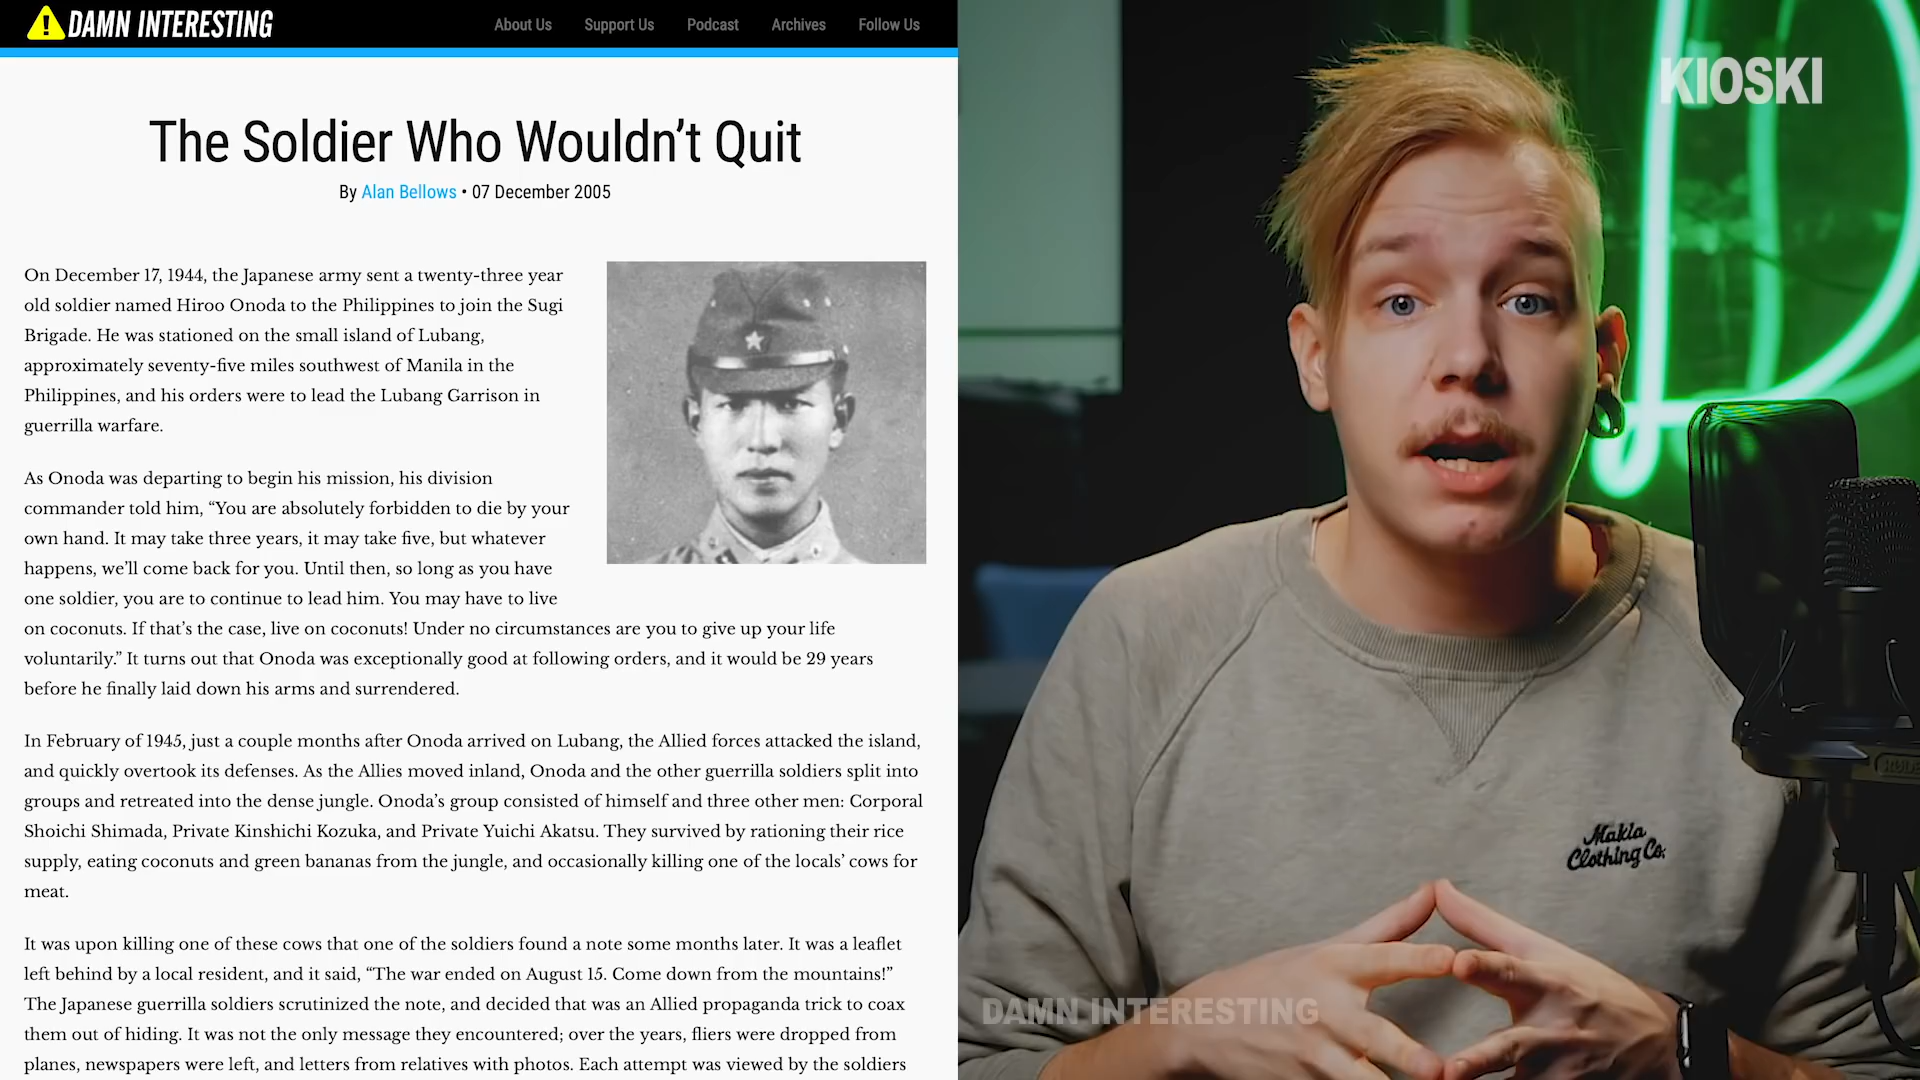 DAMN INTERESTING
About Us
Support Us
Podcast
Archives
Follow Us
The Soldier Who Wouldn’t Quit
By Alan Bellows • 07 December 2005
On December 17, 1944, the Japanese army sent a twenty-three year
old soldier named Hiroo Onoda to the Philippines to join the Sugi
Brigade. He was stationed on the small island of Lubang,
approximately seventy-five miles southwest of Manila in the
Philippines, and his orders were to lead the Lubang Garrison in
guerrilla warfare.
As Onoda was departing to begin his mission, his division
commander told him, “You are absolutely forbidden to die by your
own hand. It may take three years, it may take five, but whatever
happens, we’ll come back for you. Until then, so long as you have
one soldier, you are to continue to lead him. You may have to live
on coconuts. If that’s the case, live on coconuts! Under no circumstances are you to give up your life
voluntarily.” It turns out that Onoda was exceptionally good at following orders, and it would be 29 years
before he finally laid down his arms and surrendered.
In February of 1945, just a couple months after Onoda arrived on Lubang, the Allied forces attacked the island,
and quickly overtook its defenses. As the Allies moved inland, Onoda and the other guerrilla soldiers split into
groups and retreated into the dense jungle. Onoda’s group consisted of himself and three other men: Corporal
Shoichi Shimada, Private Kinshichi Kozuka, and Private Yuichi Akatsu. They survived by rationing their rice
supply, eating coconuts and green bananas from the jungle, and occasionally killing one of the locals’ cows for
meat.
It was upon killing one of these cows that one of the soldiers found a note some months later. It was a leaflet
left behind by a local resident, and it said, “The war ended on August 15. Come down from the mountains!”
The Japanese guerrilla soldiers scrutinized the note, and decided that was an Allied propaganda trick to coax
them out of hiding. It was not the only message they encountered; over the years, fliers were dropped from
planes, newspapers were left, and letters from relatives with photos. Each attempt was viewed by the soldiers
KIOSKI
Makia
Clothing Co.
DAMN INTERESTING